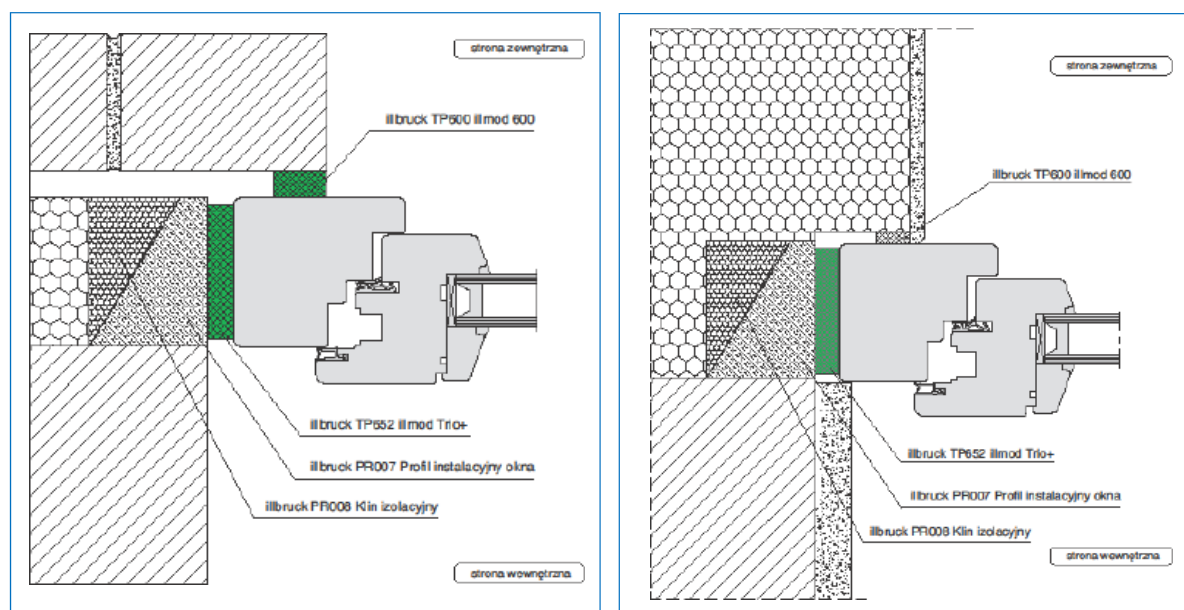 strona zewnętrzna
illbruck TP600 illmod 600
illbruck TP652 illmod Trio+
illbruck PR007 Profil instalacyjny okna
illbruck PR008 Klin izolacyjny
strona wewnętrzna
strona zewnętrzna
illbruck TP600 illmod 600
illbruck TP652 illmod Trio+
illbruck PR007 Profil instalacyjny okna
illbruck PR008 Klin izolacyjny
strona wewnętrzna